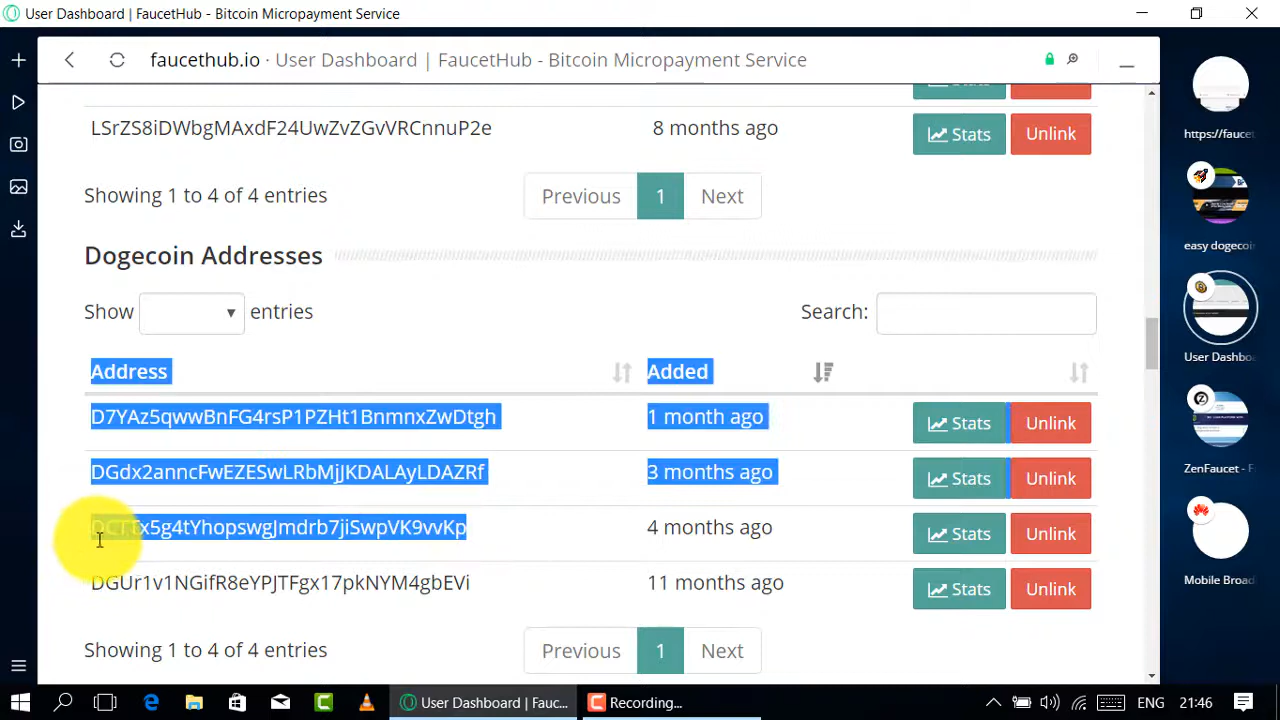 User Dashboard | FaucetHub - Bitcoin Micropayment Service
faucethub.io · User Dashboard | FaucetHub - Bitcoin Micropayment Service
https://faucet
LSrZS8iDWbgMAxdF24UwZvZGvVRCnnuP2e 8 months ago Stats Unlink
Showing 1 to 4 of 4 entries Previous 1 Next
easy dogecoin
Dogecoin Addresses
Show entries Search:
User Dashbo
Address Added
D7YAz5qwwBnFG4rsP1PZHt1BnmnxZwDtgh 1 month ago Stats Unlink
DGdx2anncFwEZESwLRbMjJKDALAyLDAZRf 3 months ago Stats Unlink
ZenFaucet - F
DCTTx5g4tYhopswgJmdrb7jiSwpVK9vvKp 4 months ago Stats Unlink
DGUr1v1NGifR8eYPJTFgx17pkNYM4gbEVi 11 months ago Stats Unlink
Mobile Broad
Showing 1 to 4 of 4 entries Previous 1 Next
User Dashboard | Fauc... Recording... ENG 21:46